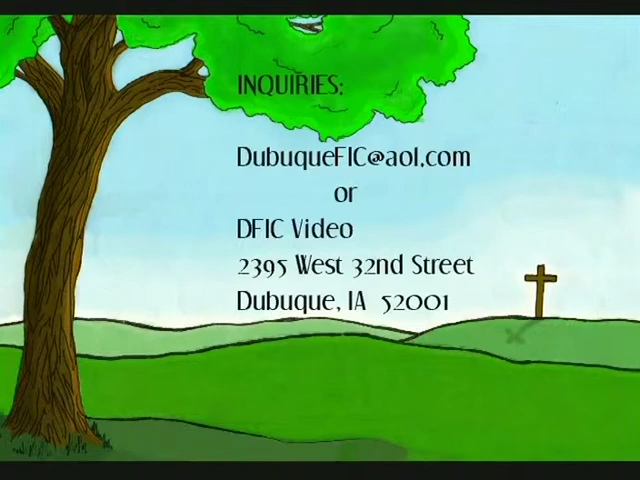 INQUIRIES:
DubuqueFIC@aol.com
or
DFIC Video
2395 West 32nd Street
Dubuque, IA 52001